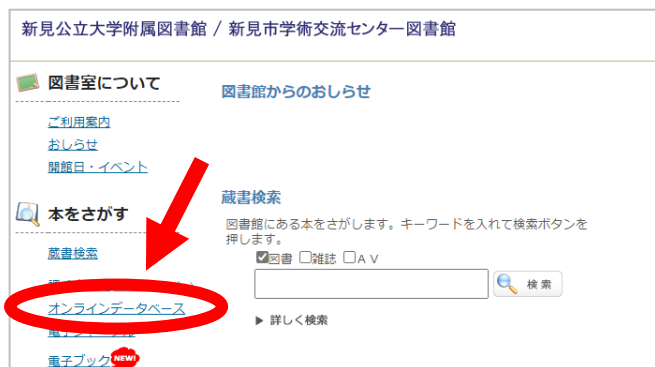 新見公立大学附属図書館 / 新見市学術交流センター図書館
図書室について
ご利用案内
おしらせ
開館日・イベント
本をさがす
蔵書検索
オンラインデータベース
電子ブック NEW!
図書館からのおしらせ
蔵書検索
図書館にある本をさがします。キーワードを入れて検索ボタンを
押します。
図書 雑誌 AV
検索
▶ 詳しく検索